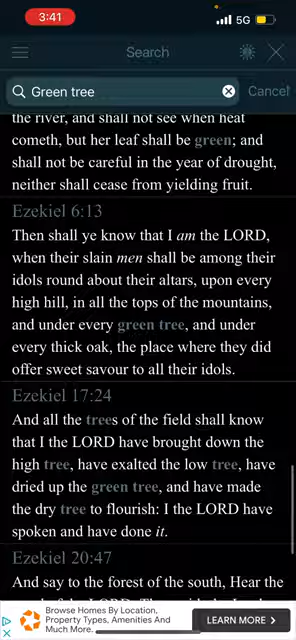 3:41
5G
Search
Green tree
Cancel
the river, and shall not see when heat
cometh, but her leaf shall be green; and
shall not be careful in the year of drought,
neither shall cease from yielding fruit.
Ezekiel 6:13
Then shall ye know that I am the LORD,
when their slain men shall be among their
idols round about their altars, upon every
high hill, in all the tops of the mountains,
and under every green tree, and under
every thick oak, the place where they did
offer sweet savour to all their idols.
Ezekiel 17:24
And all the trees of the field shall know
that I the LORD have brought down the
high tree, have exalted the low tree, have
dried up the green tree, and have made
the dry tree to flourish: I the LORD have
spoken and have done it.
Ezekiel 20:47
And say to the forest of the south, Hear the
Browse Homes By Location,
Property Types, Amenities And
Much More.
LEARN MORE